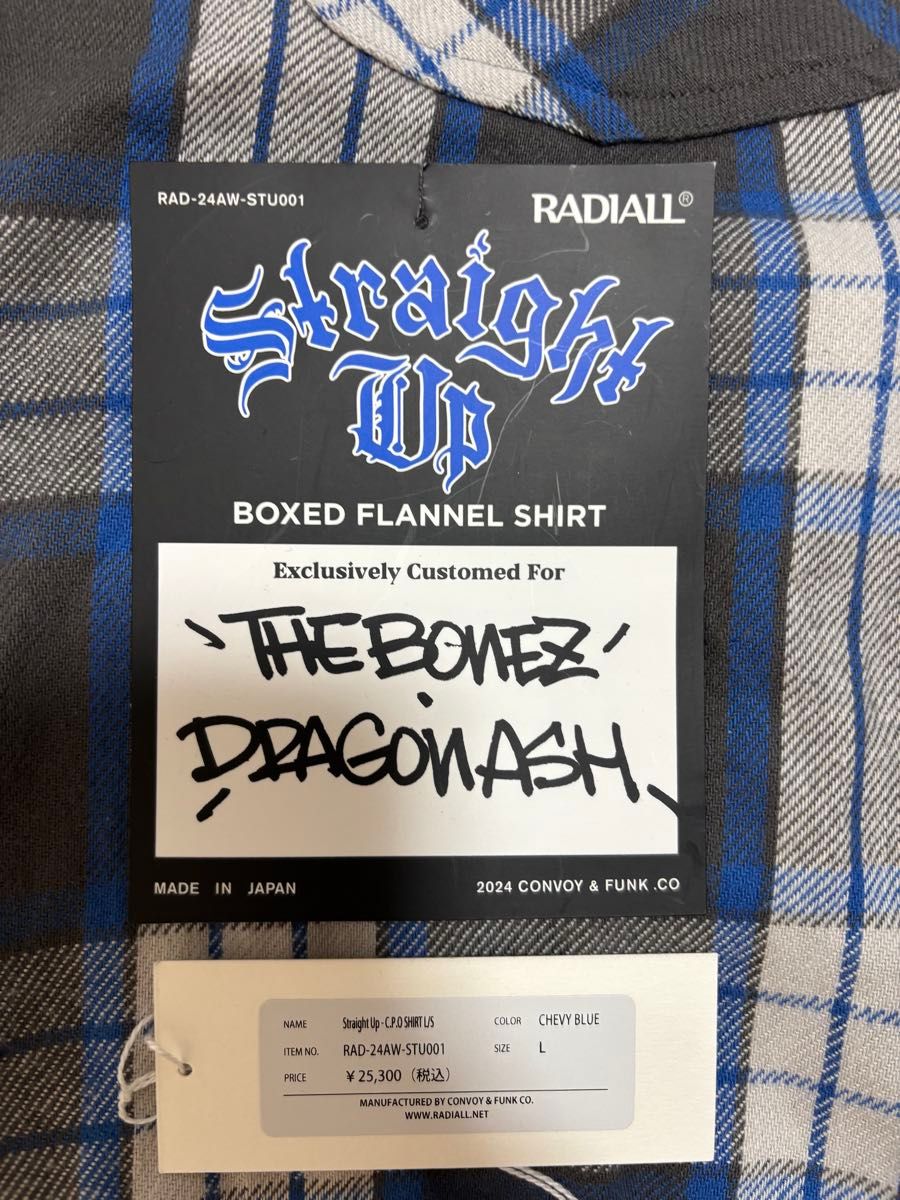 RAD-24AW-STU001
RADIALL®
Straight
Up
BOXED FLANNEL SHIRT
Exclusively Customed For
THE BONEZ
DRAGON ASH
MADE IN JAPAN
2024 CONVOY & FUNK .CO
NAME Straight Up - C.P.O SHIRT L/S
COLOR CHEVY BLUE
ITEM NO. RAD-24AW-STU001
SIZE L
PRICE ￥25,300（税込）
MANUFACTURED BY CONVOY & FUNK CO.
WWW.RADIALL.NET